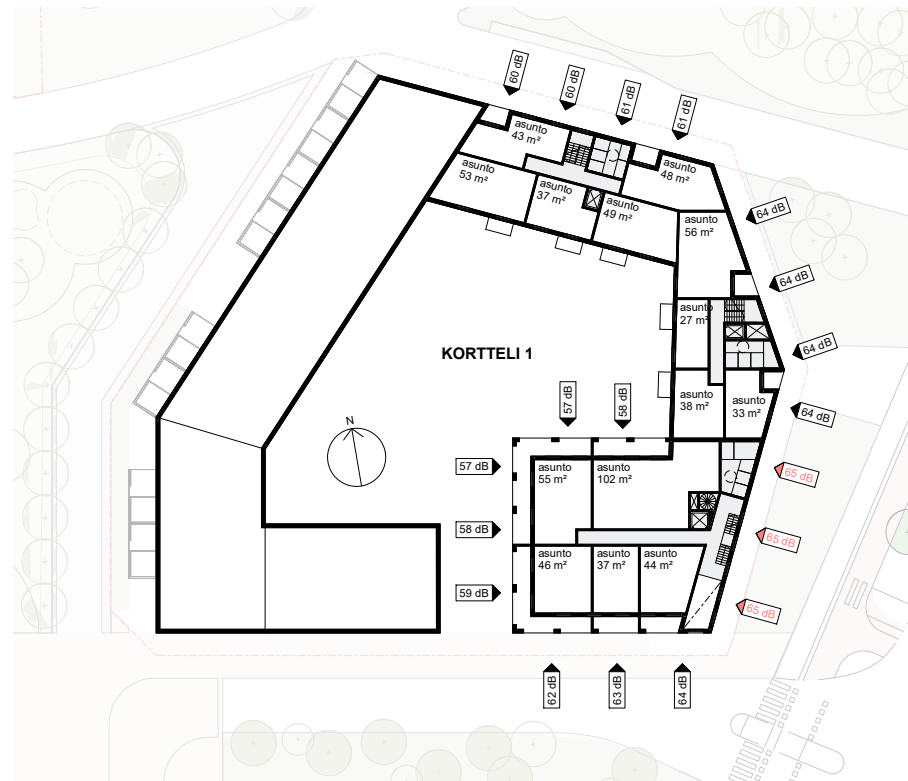 60 dB
60 dB
61 dB
61 dB
asunto
43 m²
asunto
53 m²
asunto
37 m²
asunto
49 m²
asunto
48 m²
64 dB
asunto
56 m²
64 dB
asunto
27 m²
64 dB
KORTTELI 1
asunto
38 m²
asunto
33 m²
64 dB
57 dB
58 dB
N
57 dB
asunto
55 m²
asunto
102 m²
65 dB
58 dB
65 dB
asunto
46 m²
asunto
37 m²
asunto
44 m²
59 dB
65 dB
62 dB
63 dB
64 dB